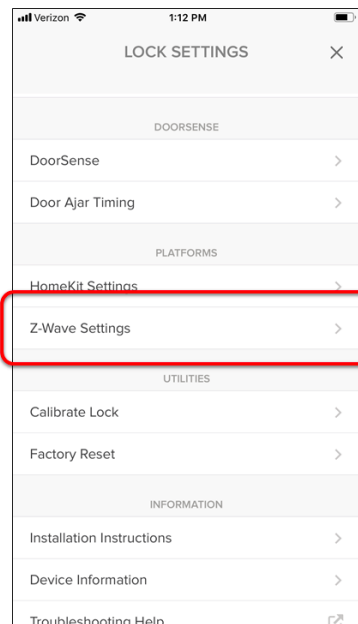 Verizon 1:12 PM
LOCK SETTINGS
DOORSENSE
DoorSense
Door Ajar Timing
PLATFORMS
HomeKit Settings
Z-Wave Settings
UTILITIES
Calibrate Lock
Factory Reset
INFORMATION
Installation Instructions
Device Information
Troubleshooting Help